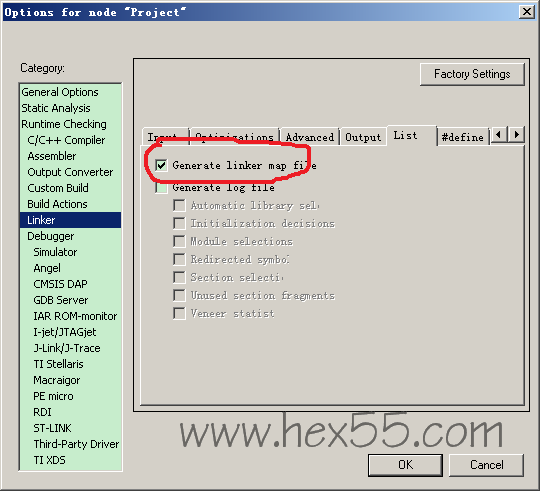 Options for node "Project"
Category:
Factory Settings
General Options
Static Analysis
Runtime Checking
C/C++ Compiler
Assembler
Output Converter
Custom Build
Build Actions
Linker
Debugger
Simulator
Angel
CMSIS DAP
GDB Server
IAR ROM-monitor
I-jet/JTAGjet
J-Link/J-Trace
TI Stellaris
Macraigor
PE micro
RDI
ST-LINK
Third-Party Driver
TI XDS
Input Optimizations Advanced Output List #define
Generate linker map file
Generate log file
Automatic library sel
Initialization decisions
Module selections
Redirected symbol
Section selecti
Unused section fragments
Veneer statist
www.hex55.com
OK Cancel